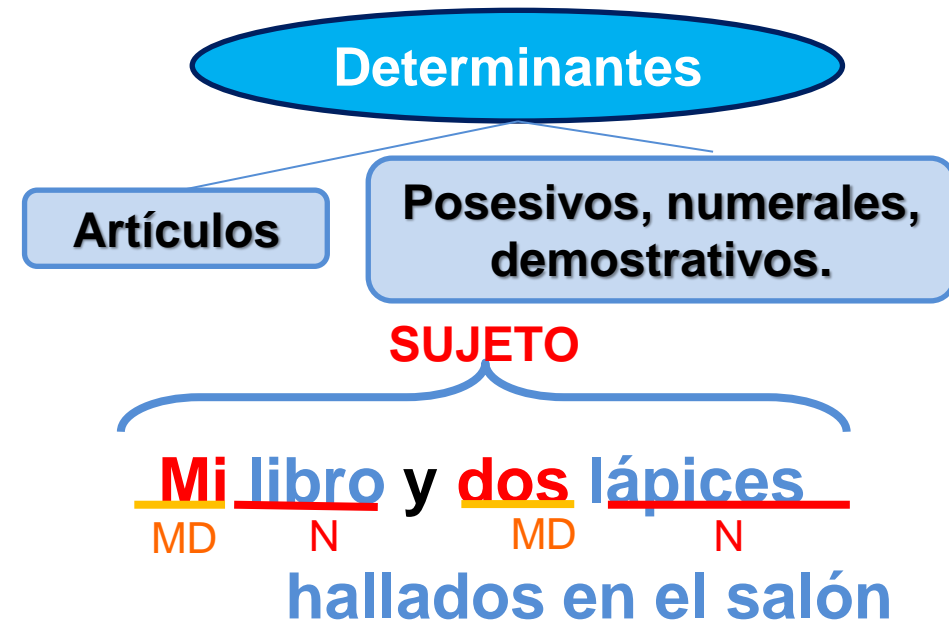 Determinantes
Artículos
Posesivos, numerales,
demostrativos.
SUJETO
Mi libro y dos lápices
MD N MD N
hallados en el salón